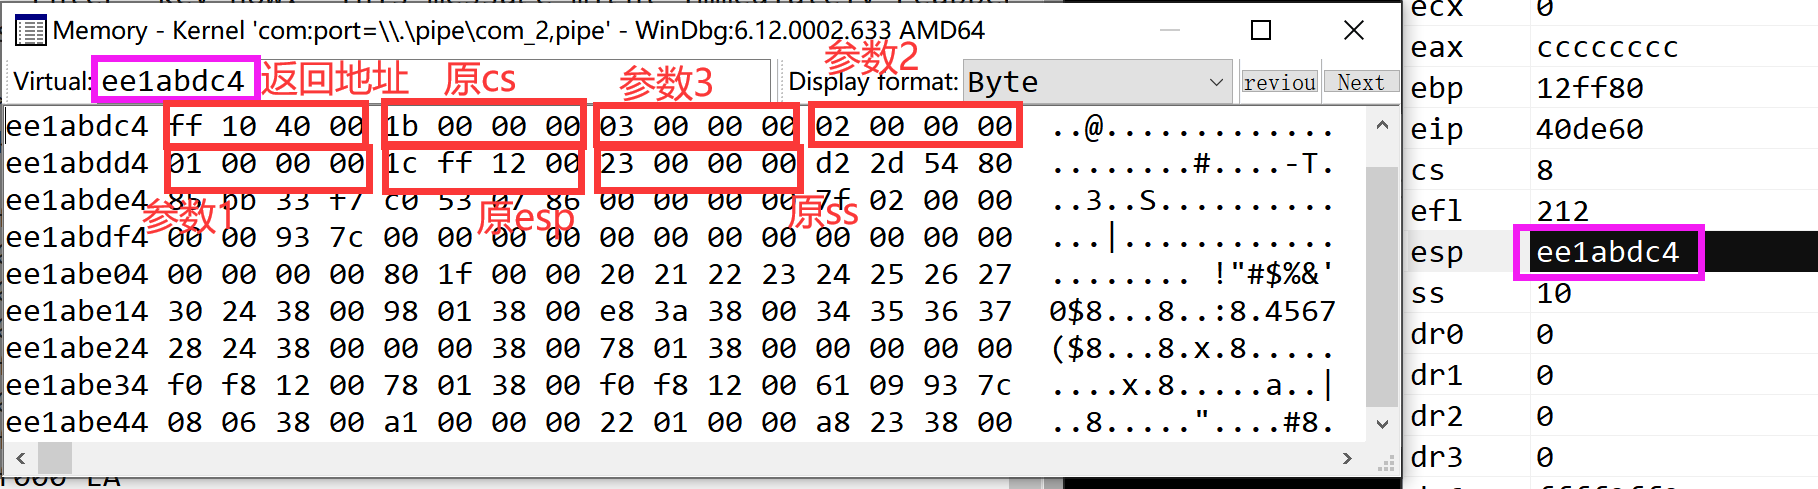 Memory - Kernel 'com:port=\\.\pipe\com_2,pipe' - WinDbg:6.12.0002.633 AMD64
Virtual: ee1abdc4 返回地址 原cs 参数3 Display format: Byte 参数2 reviou Next
ee1abdc4 ff 10 40 00 1b 00 00 00 03 00 00 00 02 00 00 00 ..@.............
ee1abdd4 01 00 00 00 1c ff 12 00 23 00 00 00 d2 2d 54 80 ........#....-T.
ee1abde4 bb 33 f7 c0 53 86 00 00 00 00 7f 02 00 00 ..3..S..........
参数1 原esp 原ss
ee1abdf4 00 00 93 7c 00 00 00 00 00 00 00 00 00 00 00 00 ...|............
ee1abe04 00 00 00 00 80 1f 00 00 20 21 22 23 24 25 26 27 ........ !"#$%&'
ee1abe14 30 24 38 00 98 01 38 00 e8 3a 38 00 34 35 36 37 0$8...8..:8.4567
ee1abe24 28 24 38 00 00 00 38 00 78 01 38 00 00 00 00 00 ($8...8.x.8.....
ee1abe34 f0 f8 12 00 78 01 38 00 f0 f8 12 00 61 09 93 7c ....x.8.....a..|
ee1abe44 08 06 38 00 a1 00 00 00 22 01 00 00 a8 23 38 00 ..8....."....#8.
ecx 0
eax cccccccc
ebp 12ff80
eip 40de60
cs 8
efl 212
esp ee1abdc4
ss 10
dr0 0
dr1 0
dr2 0
dr3 0